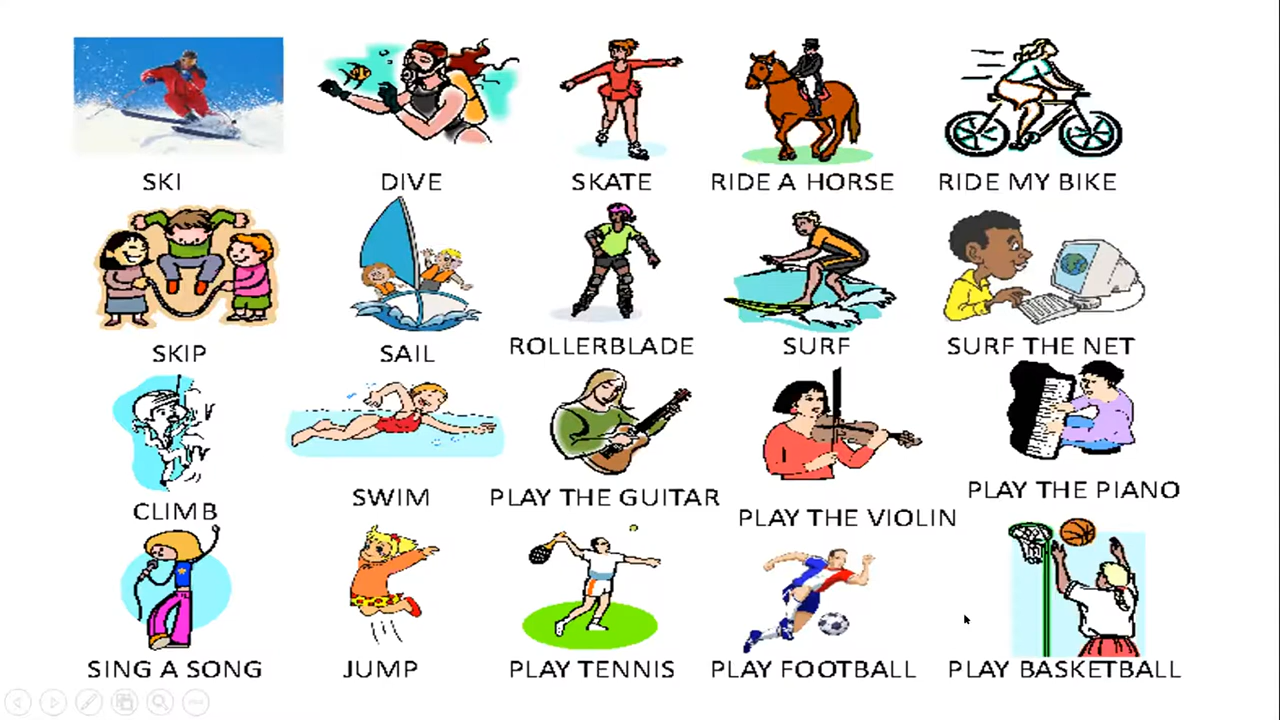 SKI
DIVE
SKATE
RIDE A HORSE
RIDE MY BIKE
SKIP
SAIL
ROLLERBLADE
SURF
SURF THE NET
CLIMB
SWIM
PLAY THE GUITAR
PLAY THE VIOLIN
PLAY THE PIANO
SING A SONG
JUMP
PLAY TENNIS
PLAY FOOTBALL
PLAY BASKETBALL